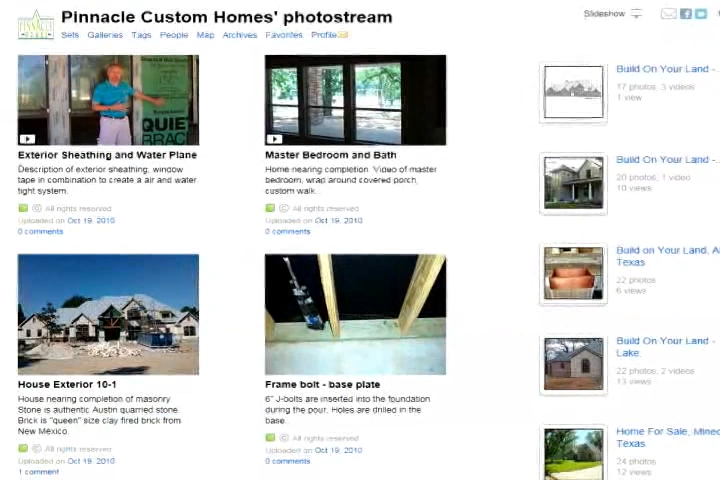 Pinnacle Custom Homes' photostream
Slideshow
Sets Galleries Tags People Map Archives Favorites Profile
PINNACLE
QUIE
BRAC
Exterior Sheathing and Water Plane
Description of exterior sheathing, window
tape in combination to create a air and water
tight system.
All rights reserved
Uploaded on Oct 19, 2010
0 comments
Master Bedroom and Bath
Home nearing completion. Video of master
bedroom, wrap around covered porch,
custom walk...
All rights reserved
Uploaded on Oct 19, 2010
0 comments
House Exterior 10-1
House nearing completion of masonry.
Stone is authentic Austin quarried stone.
Brick is "queen" size clay fired brick from
New Mexico.
All rights reserved
Uploaded on Oct 19, 2010
1 comment
Frame bolt - base plate
6" J-bolts are inserted into the foundation
during the pour. Holes are drilled in the
base
All rights reserved
Uploaded on Oct 19, 2010
0 comments
Build On Your Land -
17 photos, 3 videos
1 view
Build On Your Land -
20 photos, 1 video
10 views
Build on Your Land, Al
Texas
22 photos
6 views
Build On Your Land -
Lake,
22 photos, 2 videos
13 views
Home For Sale, Mineo
Texas
24 photos
12 views